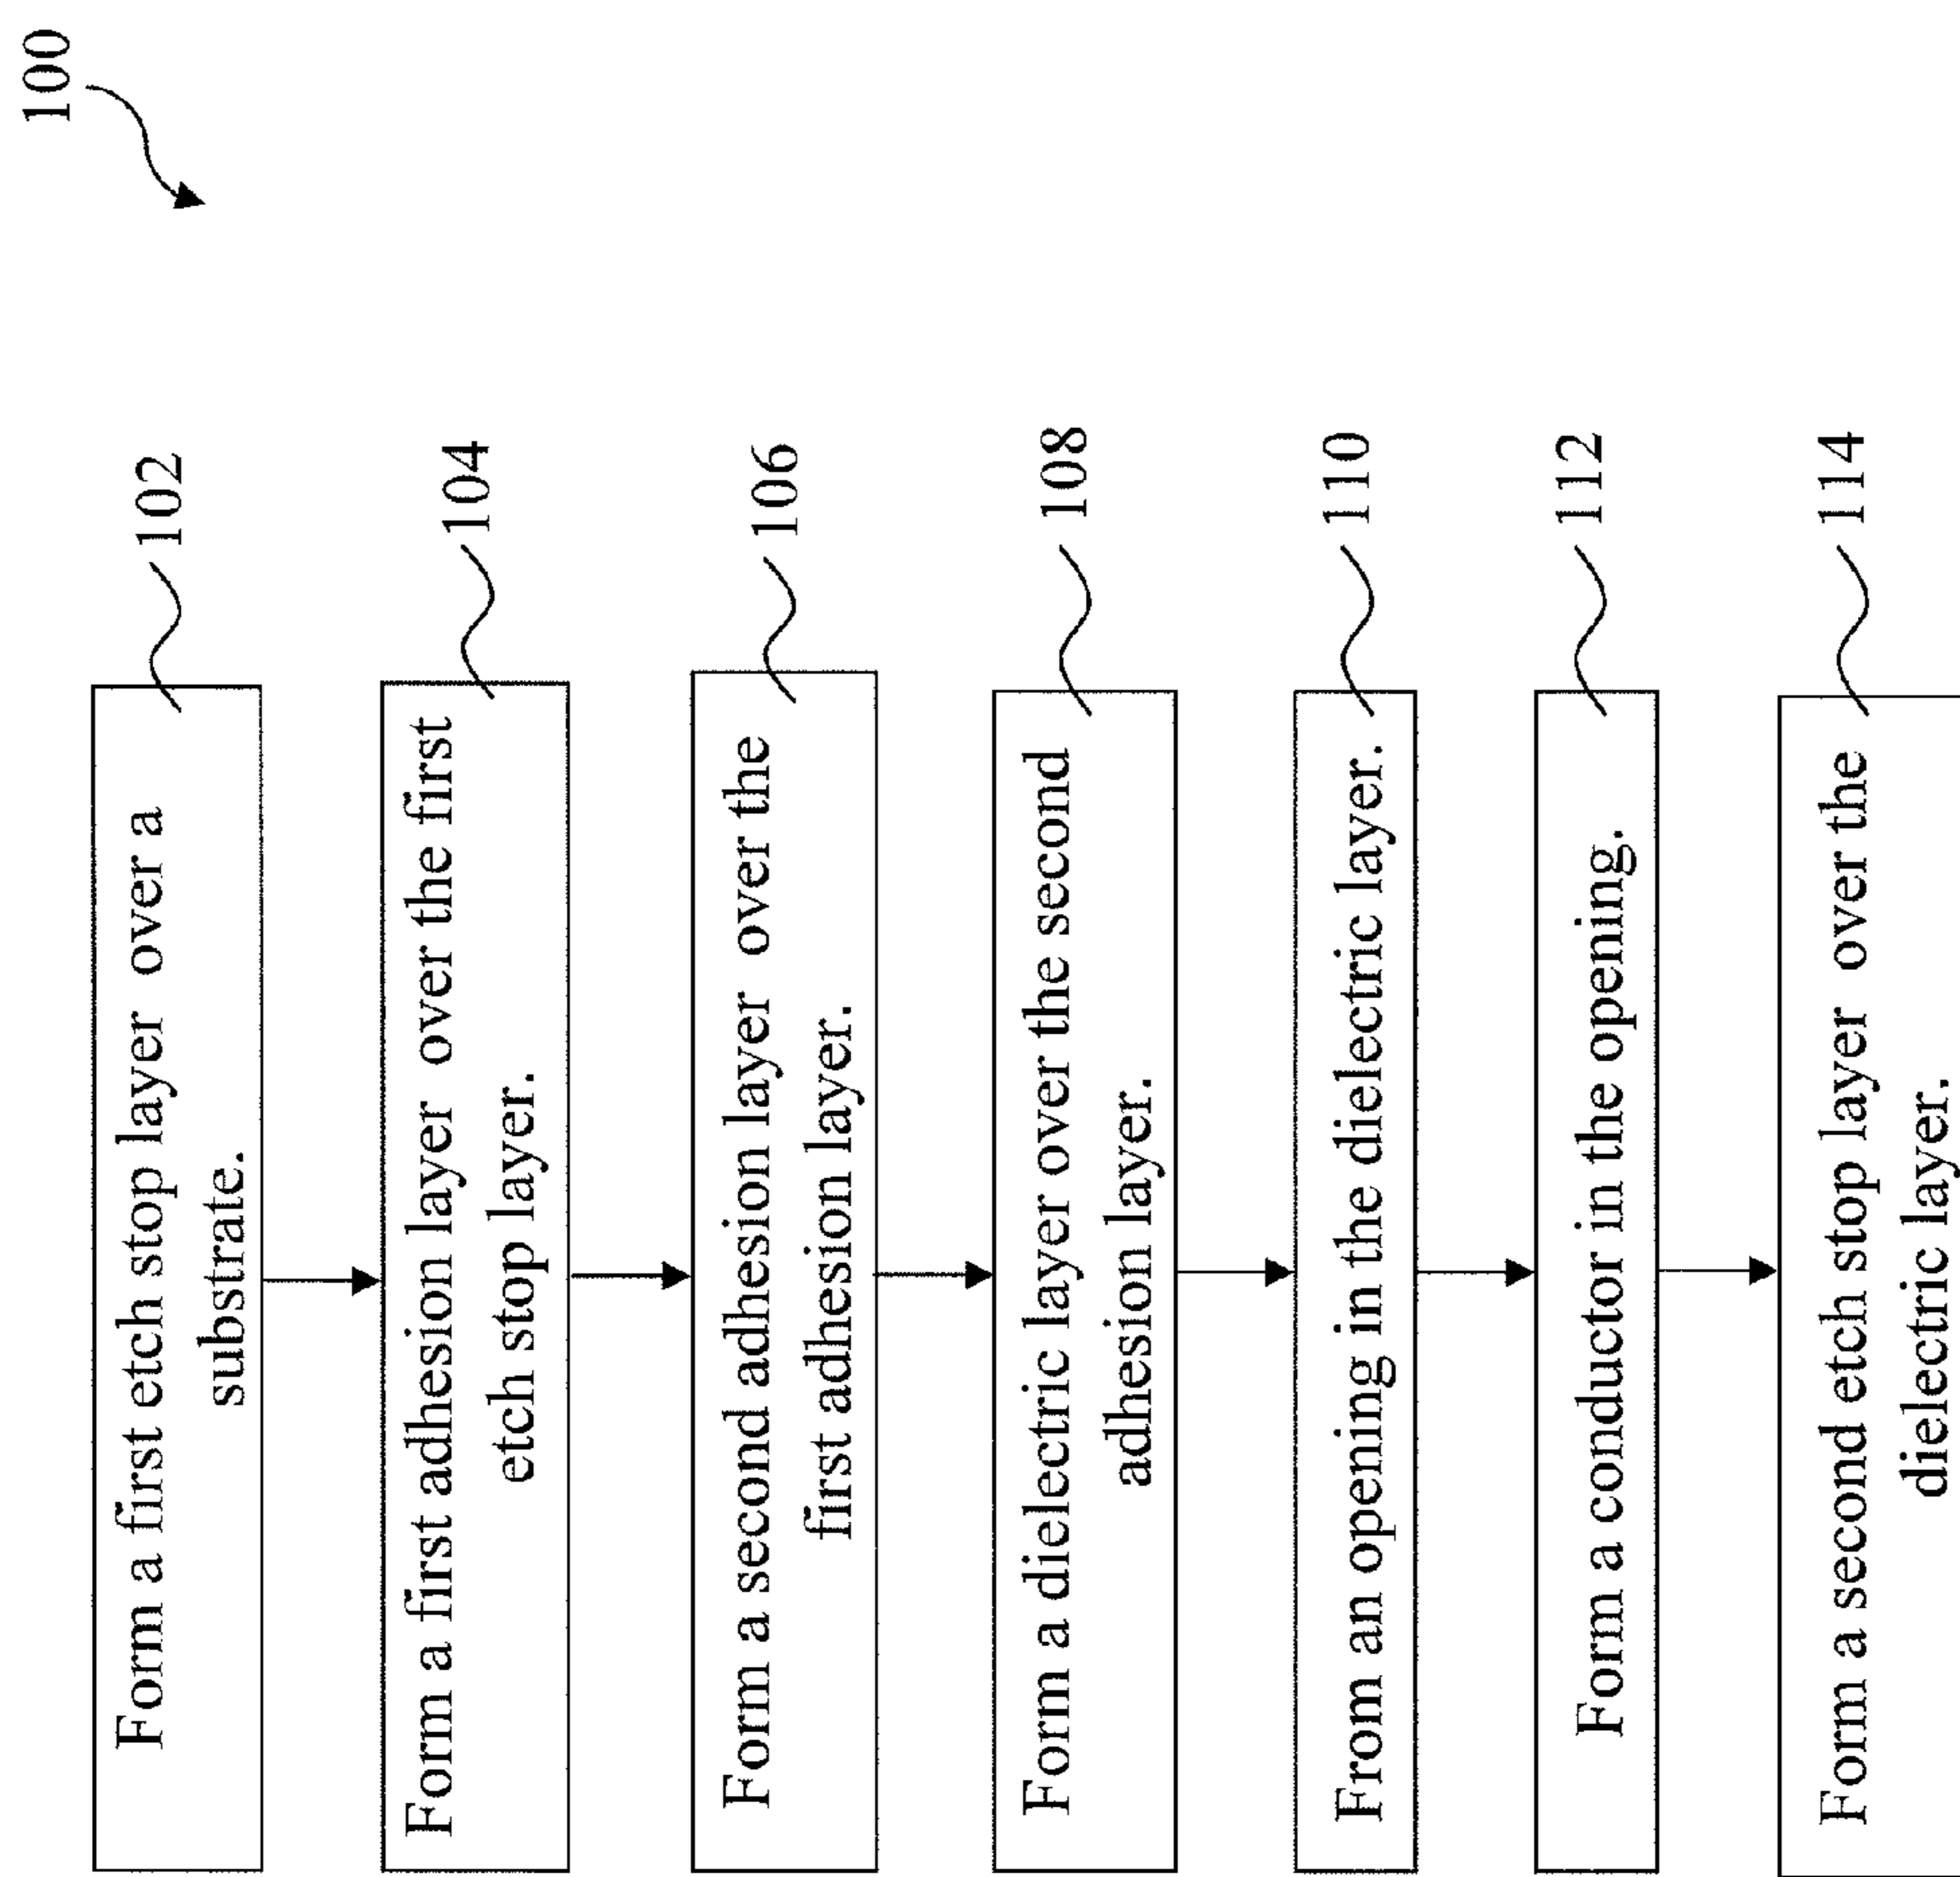 100
Form a first etch stop layer over a
substrate.
102
Form a first adhesion layer over the first
etch stop layer.
104
Form a second adhesion layer over the
first adhesion layer.
106
Form a dielectric layer over the second
adhesion layer.
108
From an opening in the dielectric layer.
110
Form a conductor in the opening.
112
Form a second etch stop layer over the
dielectric layer.
114